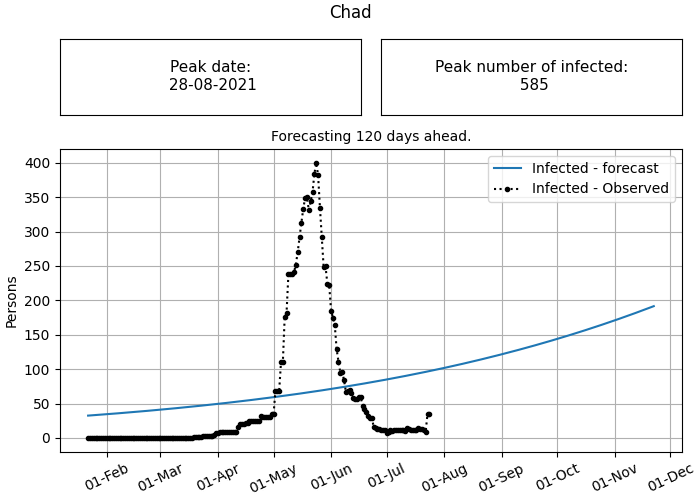 Chad
Peak date:
28-08-2021
Peak number of infected:
585
Forecasting 120 days ahead.
Infected - forecast
Infected - Observed
Persons
400
350
300
250
200
150
100
50
0
01-Feb
01-Mar
01-Apr
01-May
01-Jun
01-Jul
01-Aug
01-Sep
01-Oct
01-Nov
01-Dec